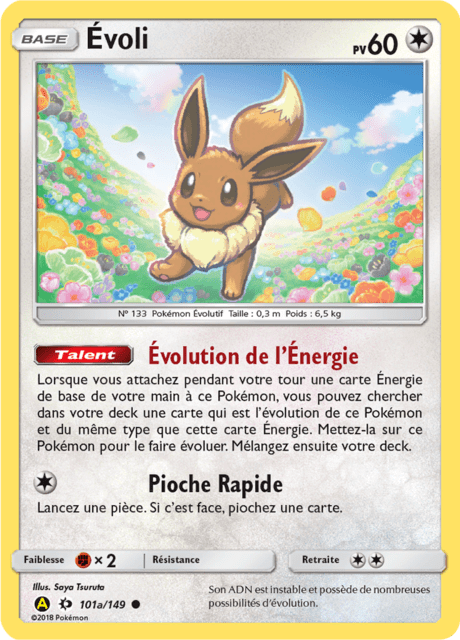 BASE Évoli PV60
N° 133 Pokémon Évolutif Taille : 0,3 m Poids : 6,5 kg
Talent Évolution de l'Énergie
Lorsque vous attachez pendant votre tour une carte Énergie
de base de votre main à ce Pokémon, vous pouvez chercher
dans votre deck une carte qui est l'évolution de ce Pokémon
et du même type que cette carte Énergie. Mettez-la sur ce
Pokémon pour le faire évoluer. Mélangez ensuite votre deck.
Pioche Rapide
Lancez une pièce. Si c'est face, piochez une carte.
Faiblesse ×2 Résistance Retraite
Illus. Saya Tsuruta
A 101a/149
©2018 Pokémon
Son ADN est instable et possède de nombreuses
possibilités d'évolution.